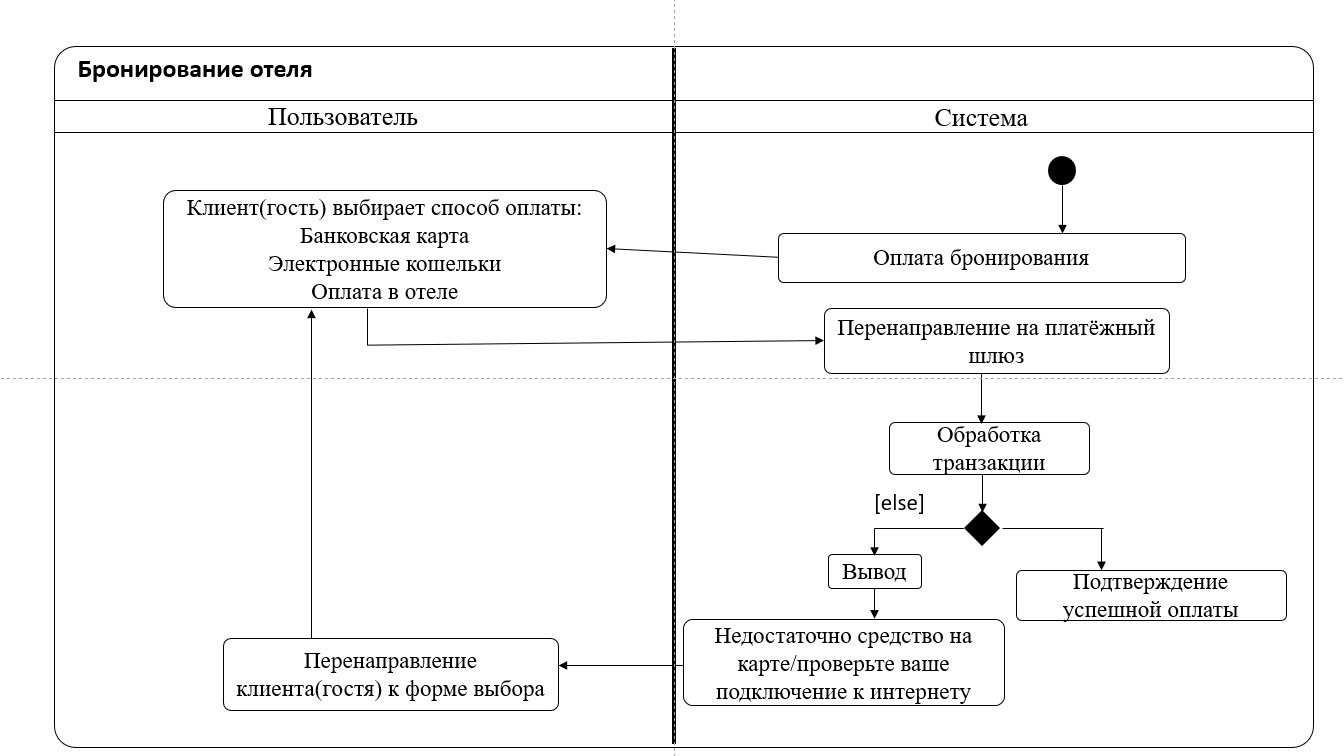 Бронирование отеля
Пользователь
Система
Клиент(гость) выбирает способ оплаты:
Банковская карта
Электронные кошельки
Оплата в отеле
Оплата бронирования
Перенаправление на платёжный
шлюз
Обработка
транзакции
[else]
Вывод
Подтверждение
успешной оплаты
Недостаточно средство на
карте/проверьте ваше
подключение к интернету
Перенаправление
клиента(гостя) к форме выбора